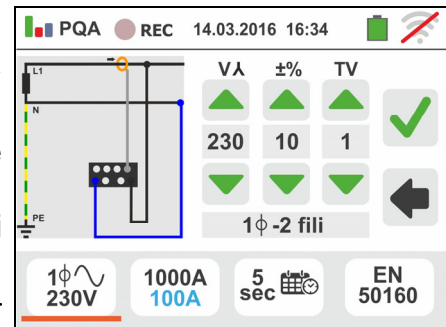 PQA REC 14.03.2016 16:34
L1
N
PE
V⅄ ±% TV
230 10 1
1ϕ -2 fili
1ϕ∿ 230V
1000A 100A
5 sec
EN 50160